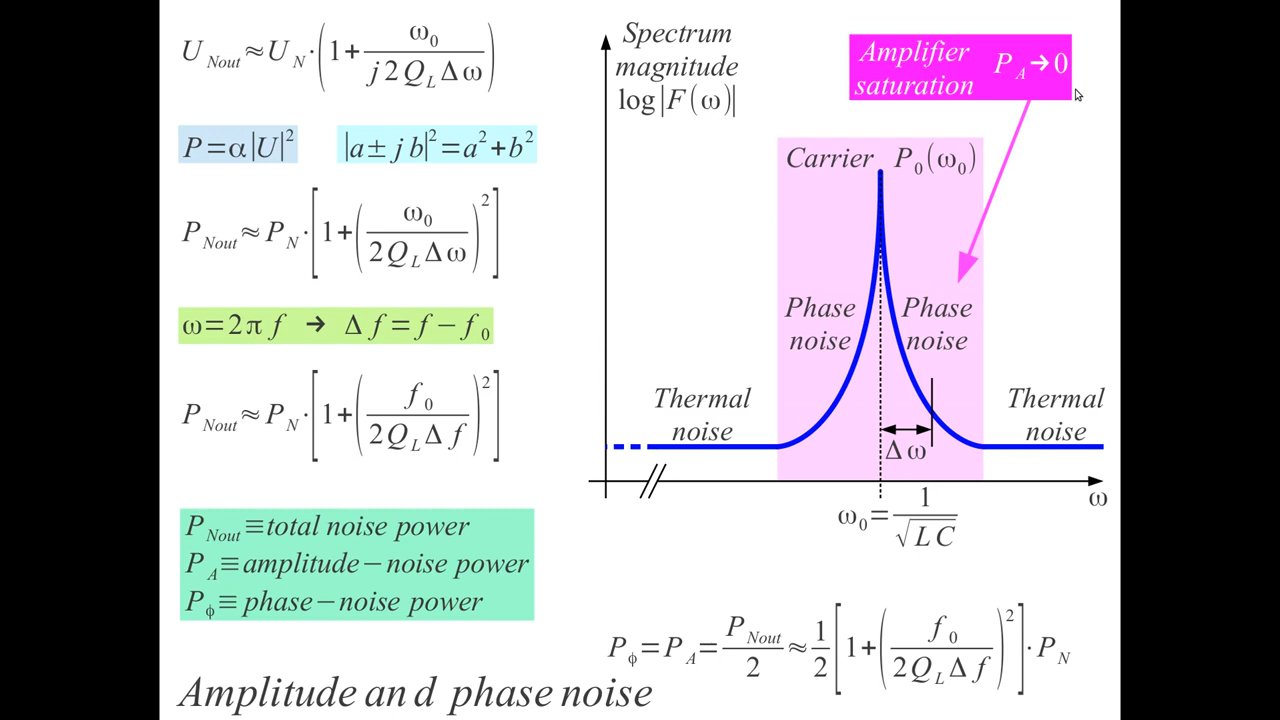 U_Nout ≈ U_N · (1 + ω₀ / (j 2 Q_L Δω))
P = α |U|²
|a ± j b|² = a² + b²
P_Nout ≈ P_N · [1 + (ω₀ / (2 Q_L Δω))²]
ω = 2π f → Δf = f − f₀
P_Nout ≈ P_N · [1 + (f₀ / (2 Q_L Δf))²]
P_Nout ≡ total noise power
P_A ≡ amplitude − noise power
P_ϕ ≡ phase − noise power
Amplitude and phase noise
Spectrum
magnitude
log |F(ω)|
Amplifier
saturation
P_A → 0
Carrier P₀(ω₀)
Phase
noise
Phase
noise
Thermal
noise
Thermal
noise
Δω
ω
ω₀ = 1 / √(L C)
P_ϕ = P_A = P_Nout / 2 ≈ 1/2 [1 + (f₀ / (2 Q_L Δf))²] · P_N